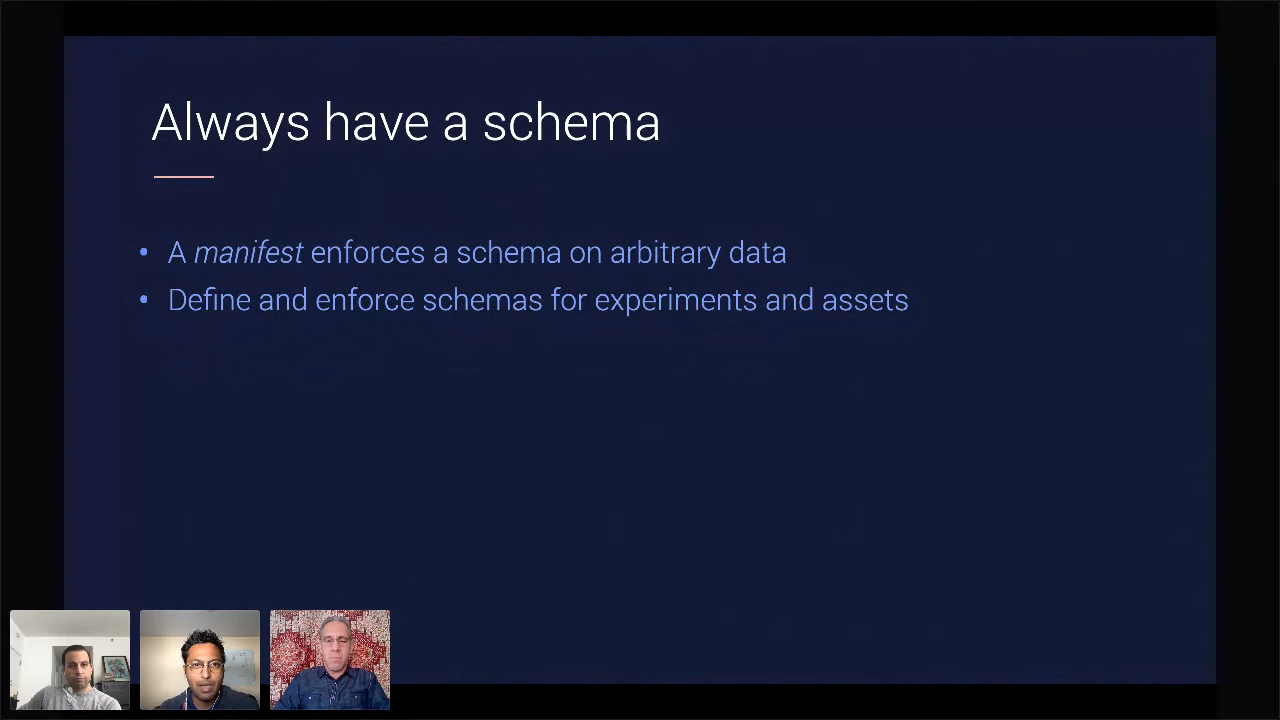 Always have a schema
• A manifest enforces a schema on arbitrary data
• Define and enforce schemas for experiments and assets